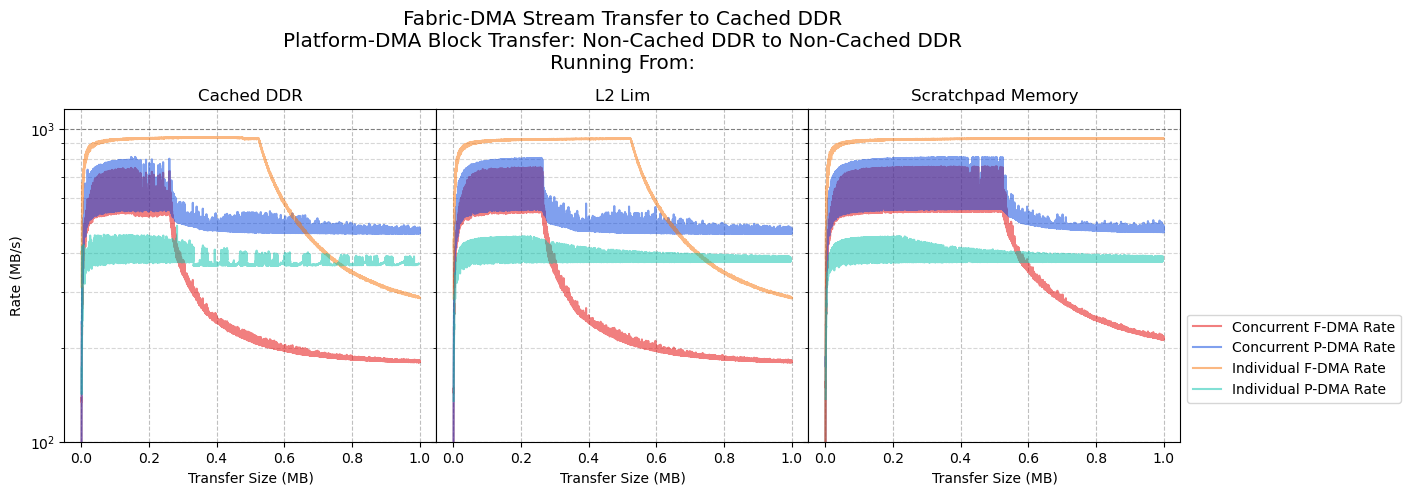 Fabric-DMA Stream Transfer to Cached DDR
Platform-DMA Block Transfer: Non-Cached DDR to Non-Cached DDR
Running From:
Cached DDR
L2 Lim
Scratchpad Memory
10³
10²
Rate (MB/s)
0.0 0.2 0.4 0.6 0.8 1.0
0.0 0.2 0.4 0.6 0.8 1.0
0.0 0.2 0.4 0.6 0.8 1.0
Transfer Size (MB)
Transfer Size (MB)
Transfer Size (MB)
Concurrent F-DMA Rate
Concurrent P-DMA Rate
Individual F-DMA Rate
Individual P-DMA Rate